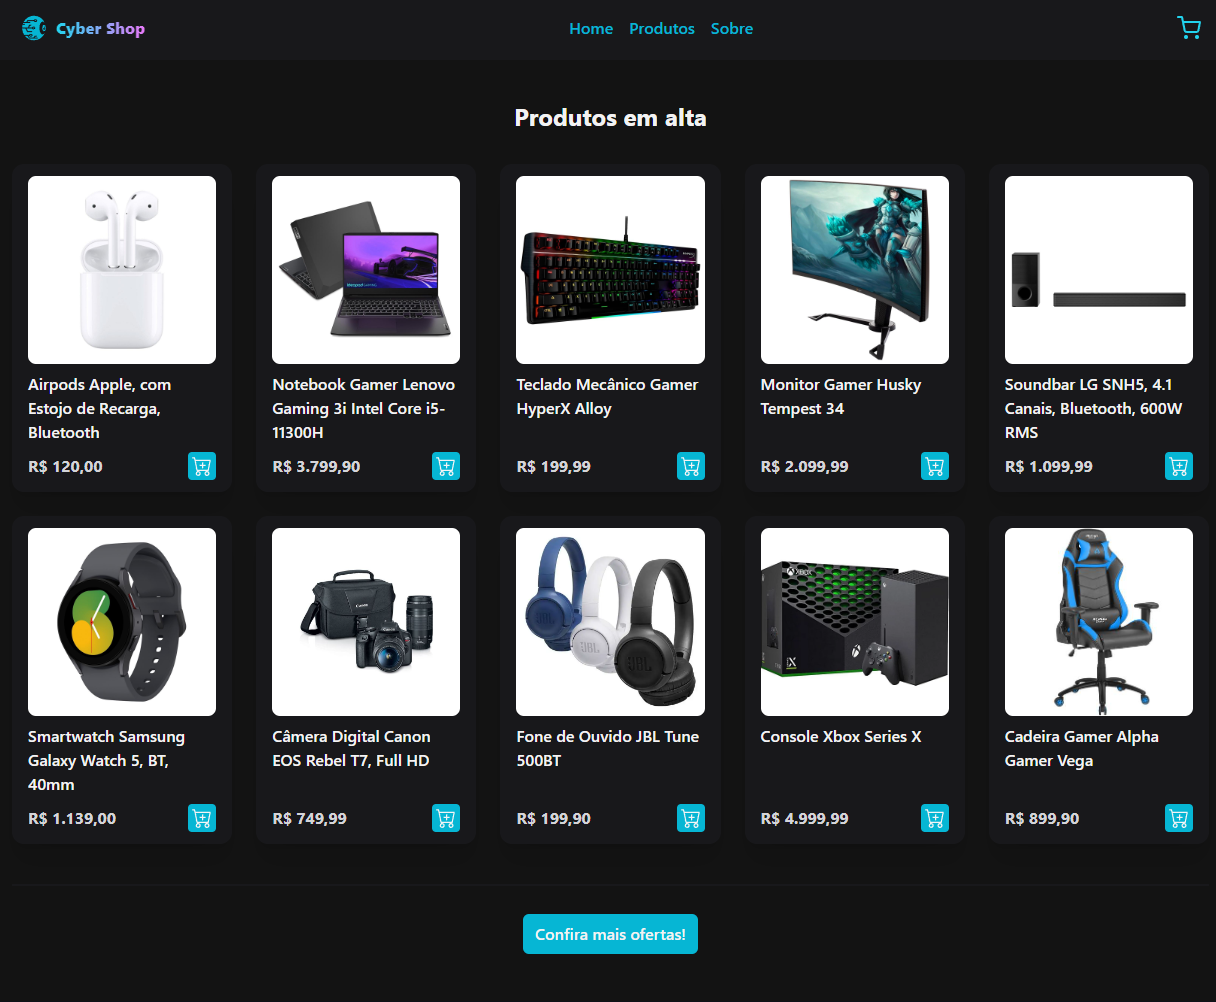 Cyber Shop
Home Produtos Sobre
Produtos em alta
Airpods Apple, com
Estojo de Recarga,
Bluetooth
R$ 120,00
Notebook Gamer Lenovo
Gaming 3i Intel Core i5-
11300H
R$ 3.799,90
Teclado Mecânico Gamer
HyperX Alloy
R$ 199,99
Monitor Gamer Husky
Tempest 34
R$ 2.099,99
Soundbar LG SNH5, 4.1
Canais, Bluetooth, 600W
RMS
R$ 1.099,99
Smartwatch Samsung
Galaxy Watch 5, BT,
40mm
R$ 1.139,00
Canon
Câmera Digital Canon
EOS Rebel T7, Full HD
R$ 749,99
JBL
JBL
JBL
Fone de Ouvido JBL Tune
500BT
R$ 199,90
XBOX
Console Xbox Series X
R$ 4.999,99
Cadeira Gamer Alpha
Gamer Vega
R$ 899,90
Confira mais ofertas!